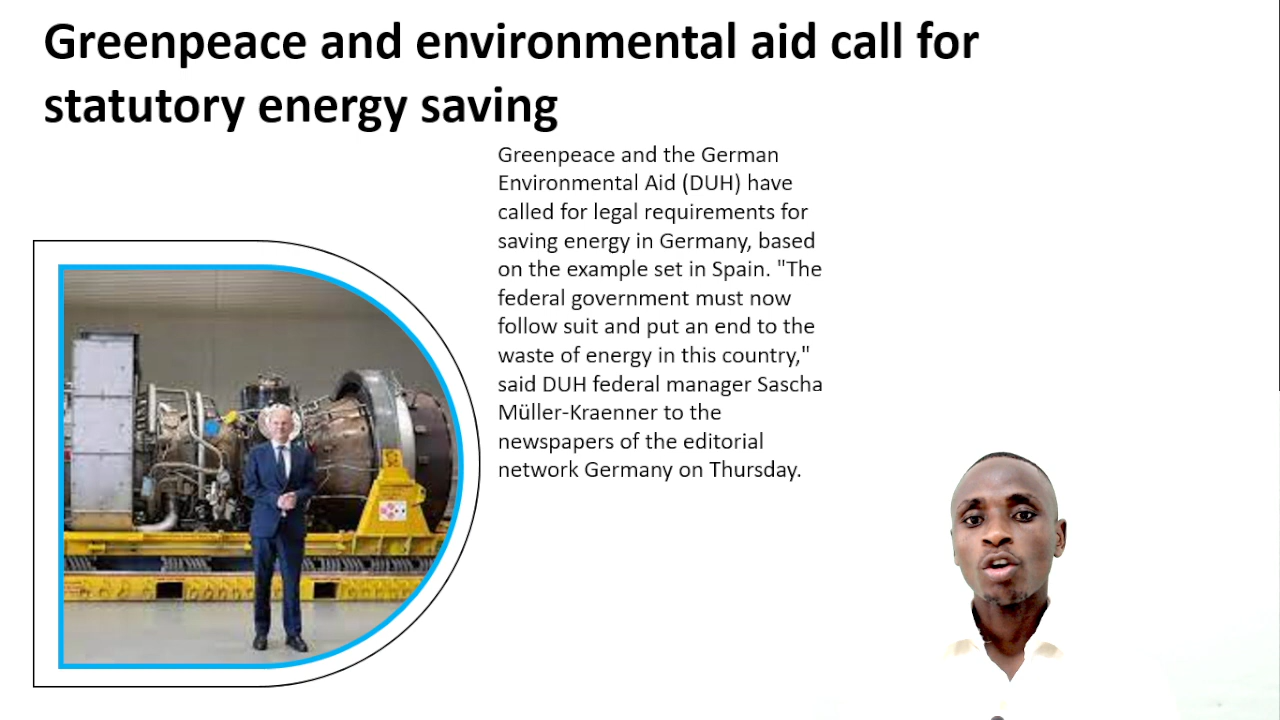 Greenpeace and environmental aid call for
statutory energy saving
Greenpeace and the German
Environmental Aid (DUH) have
called for legal requirements for
saving energy in Germany, based
on the example set in Spain. "The
federal government must now
follow suit and put an end to the
waste of energy in this country,"
said DUH federal manager Sascha
Müller-Kraenner to the
newspapers of the editorial
network Germany on Thursday.